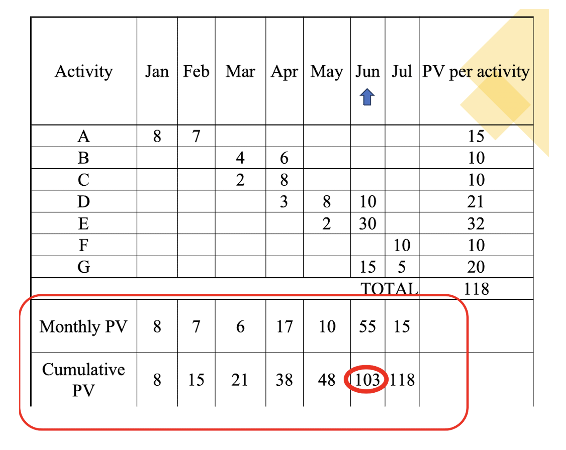 Activity Jan Feb Mar Apr May Jun Jul PV per activity
A 8 7 15
B 4 6 10
C 2 8 10
D 3 8 10 21
E 2 30 32
F 10 10
G 15 5 20
TOTAL 118
Monthly PV 8 7 6 17 10 55 15
Cumulative
PV 8 15 21 38 48 103 118